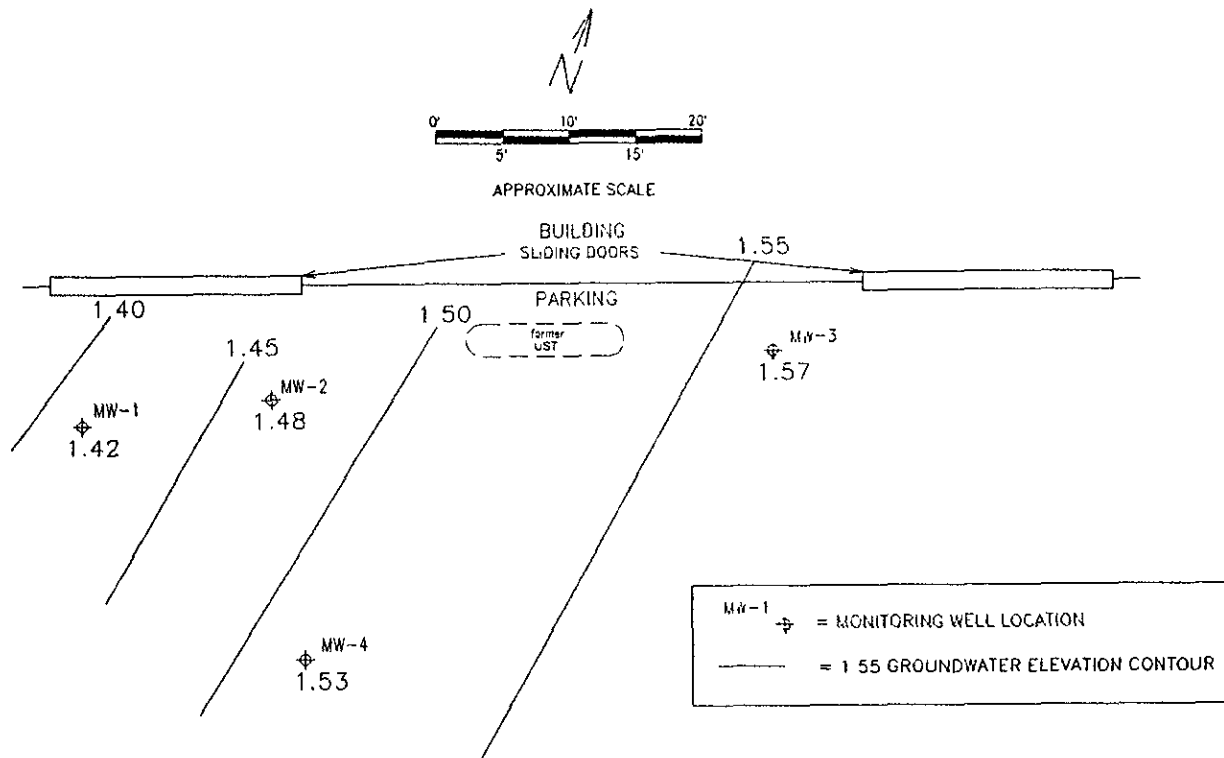 N
0' 10' 20'
5' 15'
APPROXIMATE SCALE
BUILDING
SLIDING DOORS
1.55
PARKING
1.40
1.50
former
UST
MW-3
1.57
1.45
MW-2
1.48
MW-1
1.42
MW-4
1.53
MW-1 = MONITORING WELL LOCATION
= 1 55 GROUNDWATER ELEVATION CONTOUR